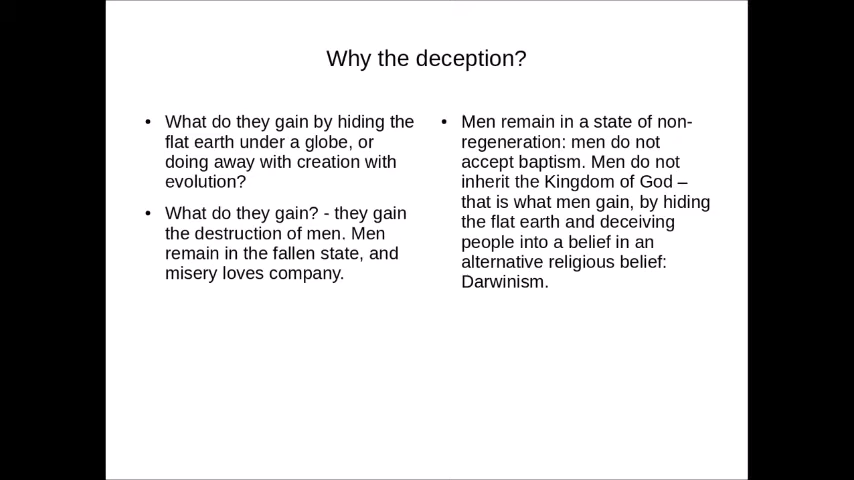 Why the deception?
• What do they gain by hiding the
flat earth under a globe, or
doing away with creation with
evolution?
• What do they gain? - they gain
the destruction of men. Men
remain in the fallen state, and
misery loves company.
• Men remain in a state of non-
regeneration: men do not
accept baptism. Men do not
inherit the Kingdom of God –
that is what men gain, by hiding
the flat earth and deceiving
people into a belief in an
alternative religious belief:
Darwinism.